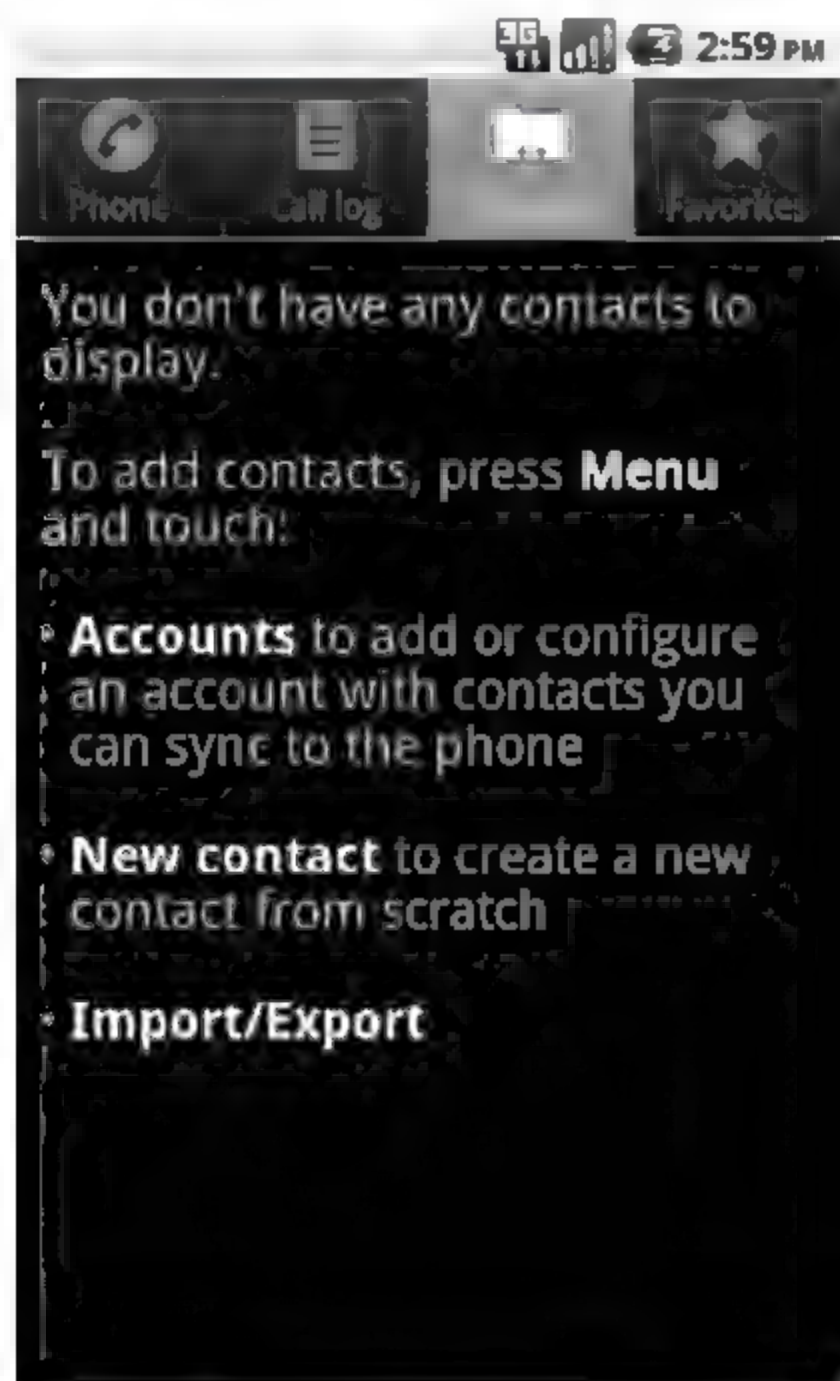 3G 2:59 PM
Phone Call log Favorites
You don't have any contacts to
display.
To add contacts, press Menu
and touch:
• Accounts to add or configure
an account with contacts you
can sync to the phone
• New contact to create a new
contact from scratch
• Import/Export